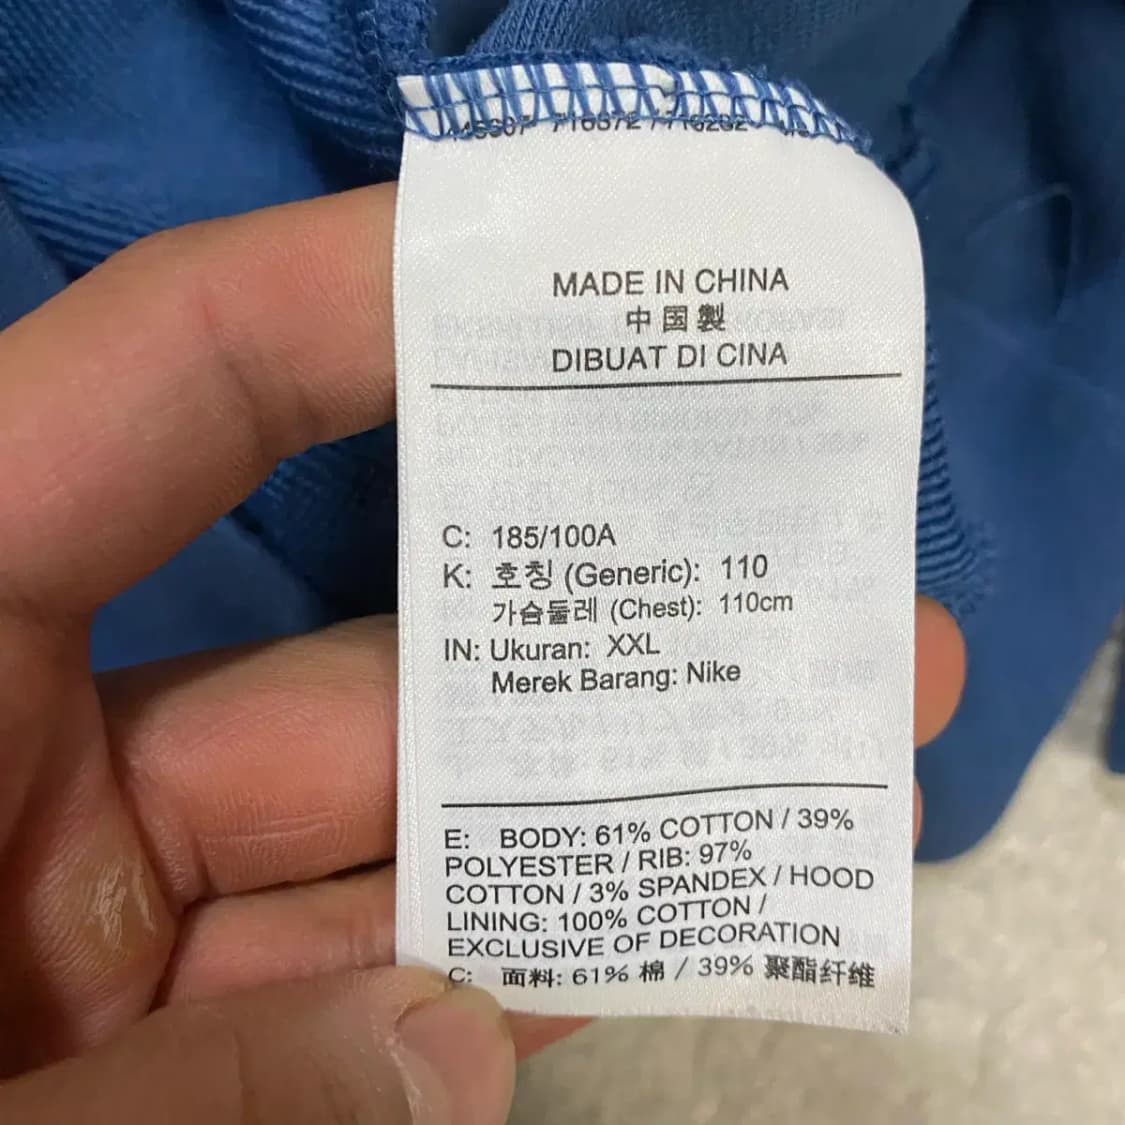 MADE IN CHINA
中国製
DIBUAT DI CINA
C: 185/100A
K: 호칭 (Generic): 110
가슴둘레 (Chest): 110cm
IN: Ukuran: XXL
Merek Barang: Nike
E: BODY: 61% COTTON / 39%
POLYESTER / RIB: 97%
COTTON / 3% SPANDEX / HOOD
LINING: 100% COTTON /
EXCLUSIVE OF DECORATION
C: 面料: 61% 棉 / 39% 聚酯纤维